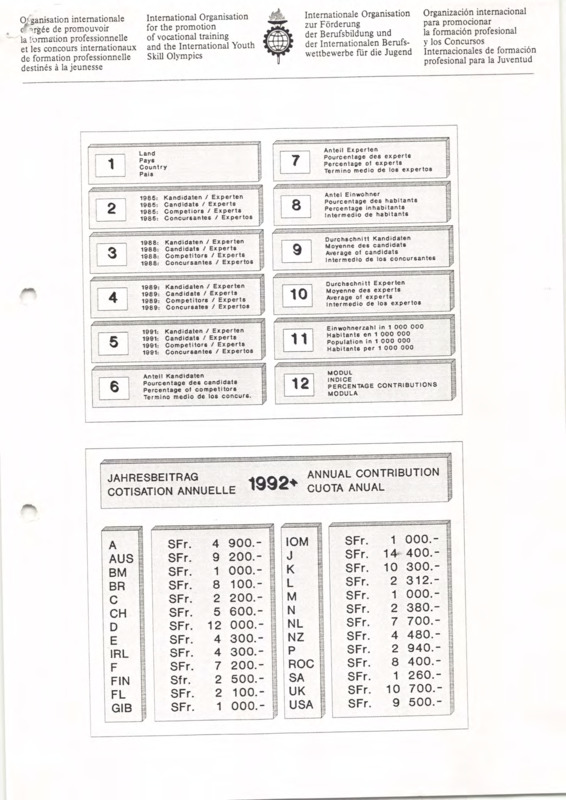 Organisation internationale
chargée de promouvoir
la formation professionnelle
et les concours internationaux
de formation professionnelle
destinés à la jeunesse
International Organisation
for the promotion
of vocational training
and the International Youth
Skill Olympics
Internationale Organisation
zur Förderung
der Berufsbildung und
der Internationalen Berufs-
wettbewerbe für die Jugend
Organización internacional
para promocionar
la formación profesional
y los Concursos
Internacionales de formación
profesional para la Juventud
1
Land
Pays
Country
Pais
2
1985: Kandidaten / Experten
1985: Candidats / Experts
1985: Competiors / Experts
1985: Concursantes / Expertos
3
1988: Kandidaten / Experten
1988: Candidats / Experts
1988: Competitors / Experts
1988: Concursantes / Expertos
4
1989: Kandidaten / Experten
1989: Candidats / Experts
1989: Competitors / Experts
1989: Concursates / Expertos
5
1991: Kandidaten / Experten
1991: Candidats / Experts
1991: Competitors / Experts
1991: Concursantes / Expertos
6
Anteil Kandidaten
Pourcentage des candidats
Percentage of competitors
Termino medio de los concurs.
7
Anteil Experten
Pourcentage des experts
Percentage of experts
Termino medio de los expertos
8
Antel Einwohner
Pourcentage des habitants
Percentage inhabitants
Intermedio de habitants
9
Durchschnitt Kandidaten
Moyenne des candidats
Average of candidats
Intermedio de los concursantes
10
Durchschnitt Experten
Moyenne des experts
Average of experts
Intermedio de los expertos
11
Einwohnerzahl in 1 000 000
Habitants en 1 000 000
Population in 1 000 000
Habitants per 1 000 000
12
MODUL
INDICE
PERCENTAGE CONTRIBUTIONS
MODULA
JAHRESBEITRAG
COTISATION ANNUELLE
1992+
ANNUAL CONTRIBUTION
CUOTA ANUAL
A SFr. 4 900.-
AUS SFr. 9 200.-
BM SFr. 1 000.-
BR SFr. 8 100.-
C SFr. 2 200.-
CH SFr. 5 600.-
D SFr. 12 000.-
E SFr. 4 300.-
IRL SFr. 4 300.-
F SFr. 7 200.-
FIN Sfr. 2 500.-
FL SFr. 2 100.-
GIB SFr. 1 000.-
IOM SFr. 1 000.-
J SFr. 14 400.-
K SFr. 10 300.-
L SFr. 2 312.-
M SFr. 1 000.-
N SFr. 2 380.-
NL SFr. 7 700.-
NZ SFr. 4 480.-
P SFr. 2 940.-
ROC SFr. 8 400.-
SA SFr. 1 260.-
UK SFr. 10 700.-
USA SFr. 9 500.-